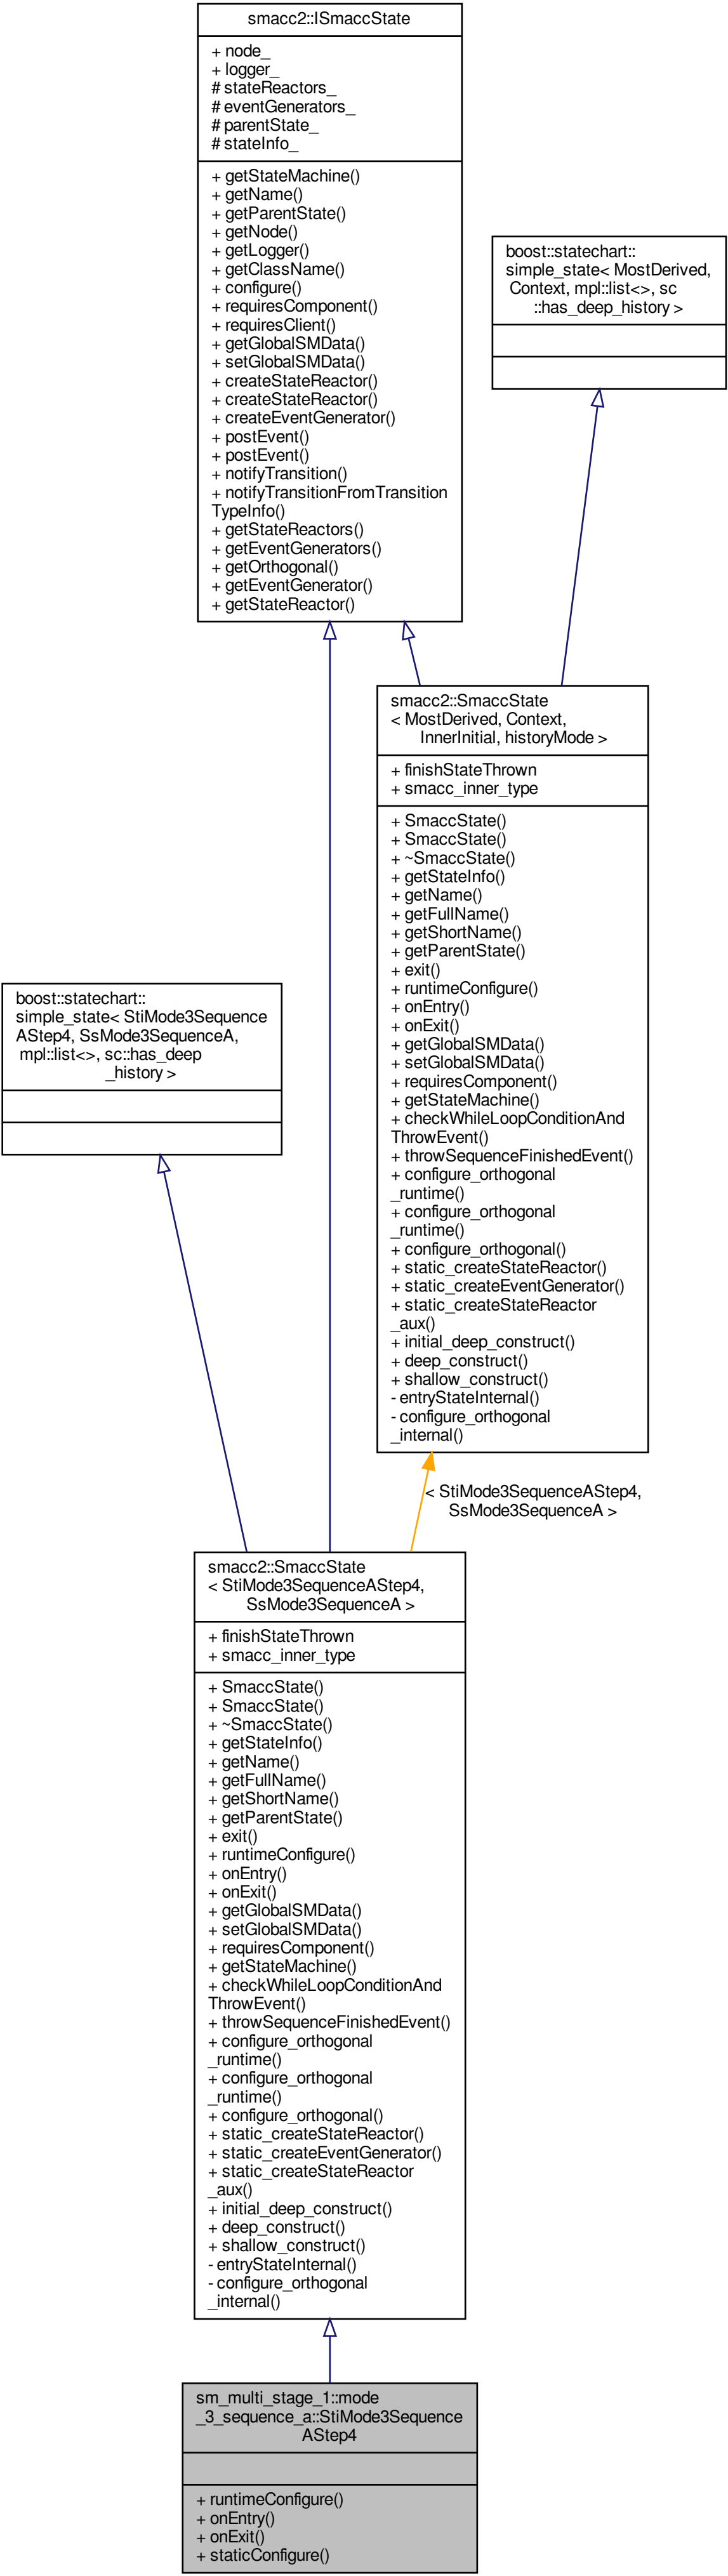 smacc2::ISmaccState
+ node_
+ logger_
# stateReactors_
# eventGenerators_
# parentState_
# stateInfo_
+ getStateMachine()
+ getName()
+ getParentState()
+ getNode()
+ getLogger()
+ getClassName()
+ configure()
+ requiresComponent()
+ requiresClient()
+ getGlobalSMData()
+ setGlobalSMData()
+ createStateReactor()
+ createStateReactor()
+ createEventGenerator()
+ postEvent()
+ postEvent()
+ notifyTransition()
+ notifyTransitionFromTransition
TypeInfo()
+ getStateReactors()
+ getEventGenerators()
+ getOrthogonal()
+ getEventGenerator()
+ getStateReactor()
boost::statechart::
simple_state< MostDerived,
Context, mpl::list<>, sc
::has_deep_history >
smacc2::SmaccState
< MostDerived, Context,
InnerInitial, historyMode >
+ finishStateThrown
+ smacc_inner_type
+ SmaccState()
+ SmaccState()
+ ~SmaccState()
+ getStateInfo()
+ getName()
+ getFullName()
+ getShortName()
+ getParentState()
+ exit()
+ runtimeConfigure()
+ onEntry()
+ onExit()
+ getGlobalSMData()
+ setGlobalSMData()
+ requiresComponent()
+ getStateMachine()
+ checkWhileLoopConditionAnd
ThrowEvent()
+ throwSequenceFinishedEvent()
+ configure_orthogonal
_runtime()
+ configure_orthogonal
_runtime()
+ configure_orthogonal()
+ static_createStateReactor()
+ static_createEventGenerator()
+ static_createStateReactor
_aux()
+ initial_deep_construct()
+ deep_construct()
+ shallow_construct()
- entryStateInternal()
- configure_orthogonal
_internal()
boost::statechart::
simple_state< StiMode3Sequence
AStep4, SsMode3SequenceA,
mpl::list<>, sc::has_deep
_history >
< StiMode3SequenceAStep4,
SsMode3SequenceA >
smacc2::SmaccState
< StiMode3SequenceAStep4,
SsMode3SequenceA >
+ finishStateThrown
+ smacc_inner_type
+ SmaccState()
+ SmaccState()
+ ~SmaccState()
+ getStateInfo()
+ getName()
+ getFullName()
+ getShortName()
+ getParentState()
+ exit()
+ runtimeConfigure()
+ onEntry()
+ onExit()
+ getGlobalSMData()
+ setGlobalSMData()
+ requiresComponent()
+ getStateMachine()
+ checkWhileLoopConditionAnd
ThrowEvent()
+ throwSequenceFinishedEvent()
+ configure_orthogonal
_runtime()
+ configure_orthogonal
_runtime()
+ configure_orthogonal()
+ static_createStateReactor()
+ static_createEventGenerator()
+ static_createStateReactor
_aux()
+ initial_deep_construct()
+ deep_construct()
+ shallow_construct()
- entryStateInternal()
- configure_orthogonal
_internal()
sm_multi_stage_1::mode
_3_sequence_a::StiMode3Sequence
AStep4
+ runtimeConfigure()
+ onEntry()
+ onExit()
+ staticConfigure()